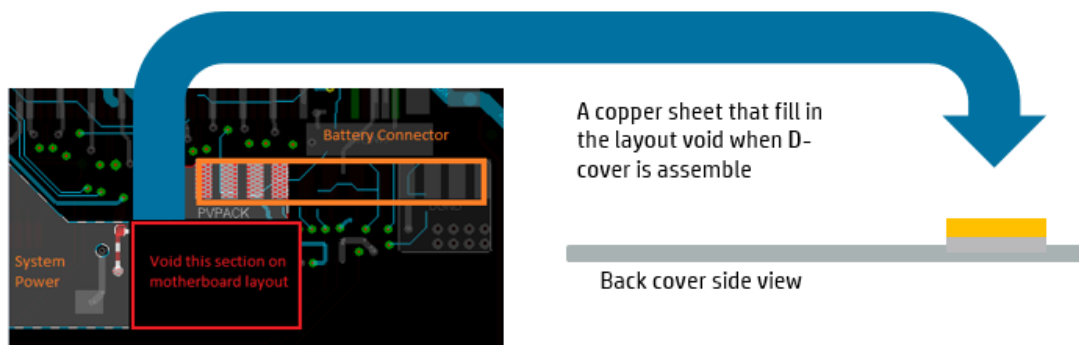 Battery Connector
PVPACK
System
Power
Void this section on
motherboard layout
A copper sheet that fill in
the layout void when D-
cover is assemble
Back cover side view